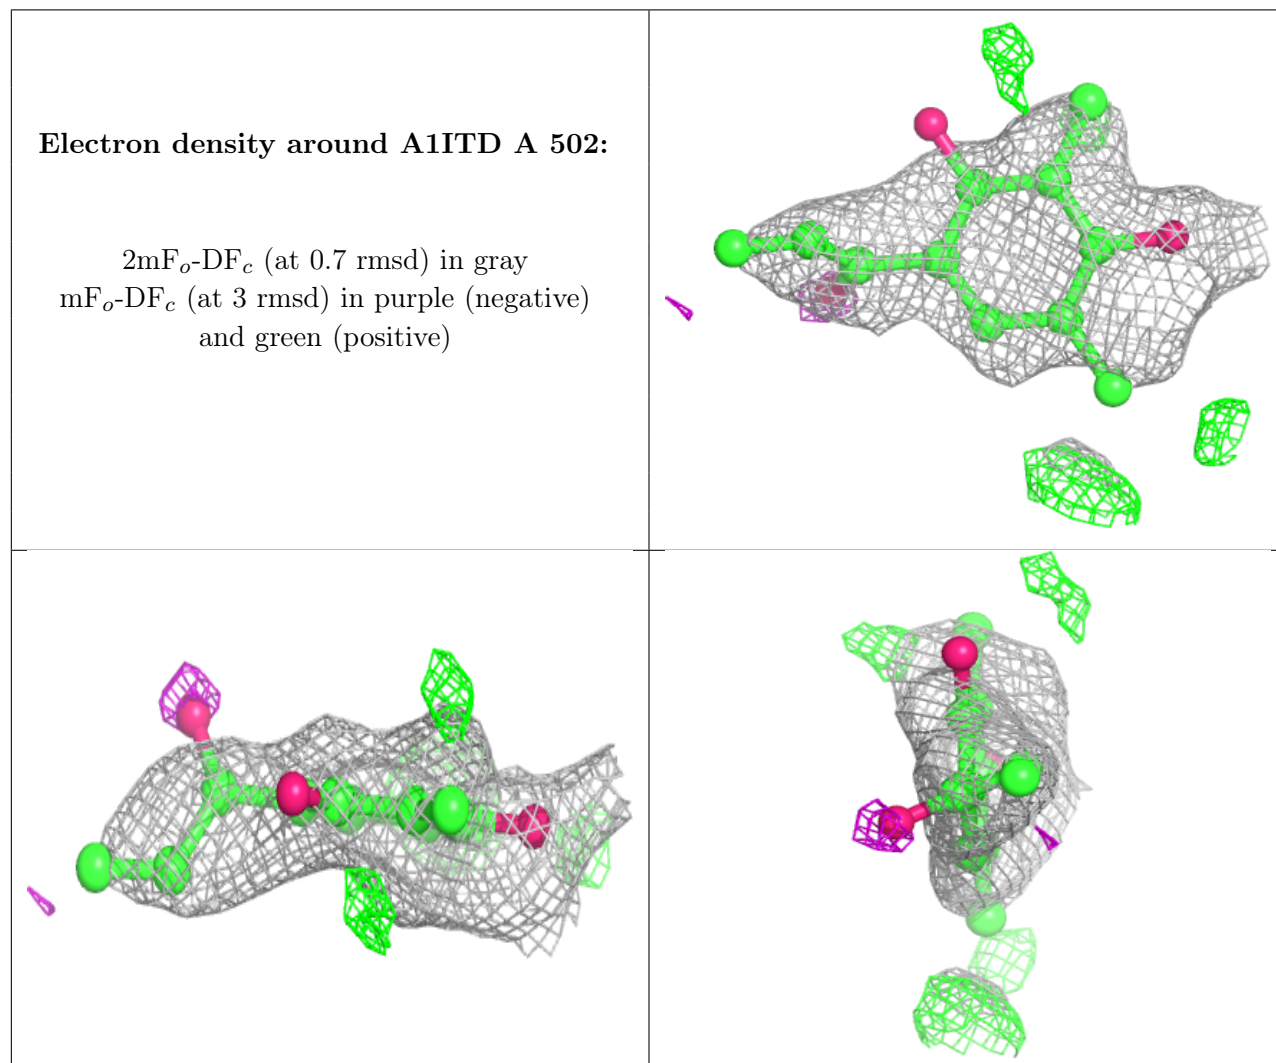 Electron density around A1ITD A 502:
2mFo-DFc (at 0.7 rmsd) in gray
mFo-DFc (at 3 rmsd) in purple (negative)
and green (positive)